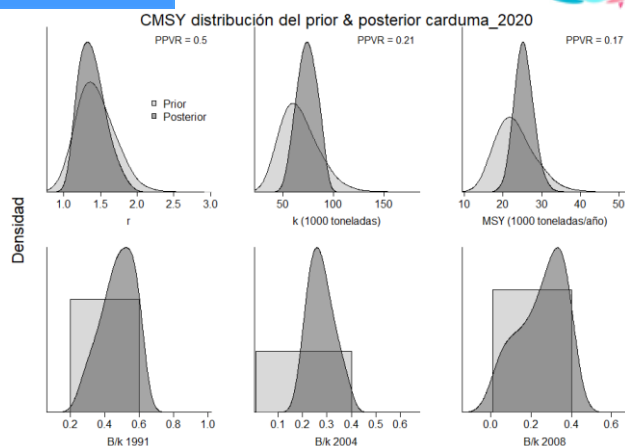 CMSY distribución del prior & posterior carduma_2020
PPVR = 0.5
PPVR = 0.21
PPVR = 0.17
Prior
Posterior
1.0 1.5 2.0 2.5 3.0
r
50 100 150
k (1000 toneladas)
10 20 30 40 50
MSY (1000 toneladas/año)
Densidad
0.2 0.4 0.6 0.8 1.0
B/k 1991
0.1 0.2 0.3 0.4 0.5 0.6
B/k 2004
0.0 0.2 0.4 0.6
B/k 2008